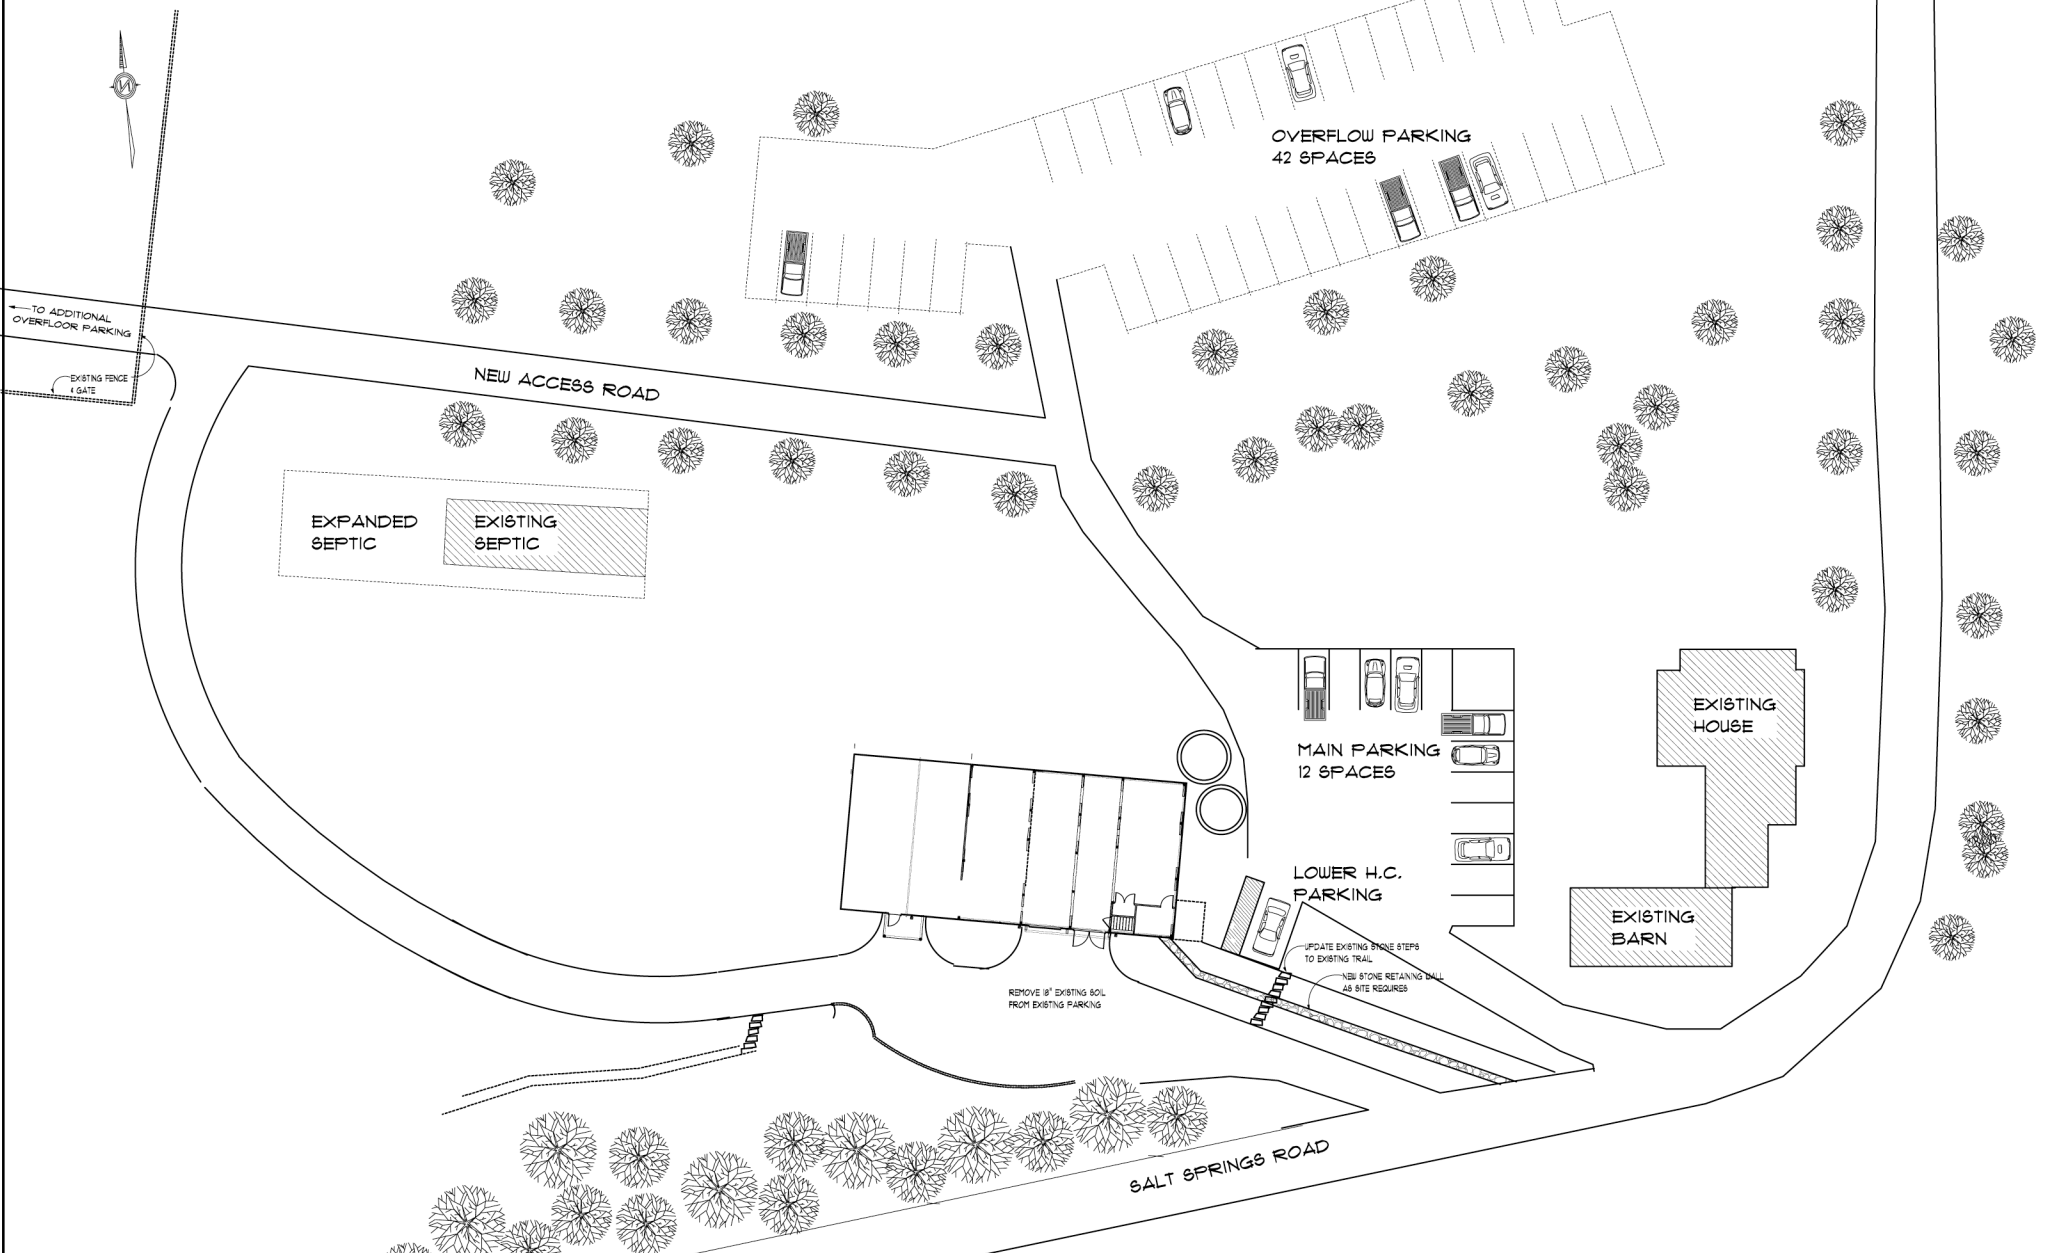 N
OVERFLOW PARKING
42 SPACES
TO ADDITIONAL
OVERFLOOR PARKING
EXISTING FENCE
& GATE
NEW ACCESS ROAD
EXPANDED
SEPTIC
EXISTING
SEPTIC
EXISTING
HOUSE
MAIN PARKING
12 SPACES
LOWER H.C.
PARKING
EXISTING
BARN
UPDATE EXISTING STONE STEPS
TO EXISTING TRAIL
NEW STONE RETAINING WALL
AS SITE REQUIRES
REMOVE 18" EXISTING SOIL
FROM EXISTING PARKING
SALT SPRINGS ROAD